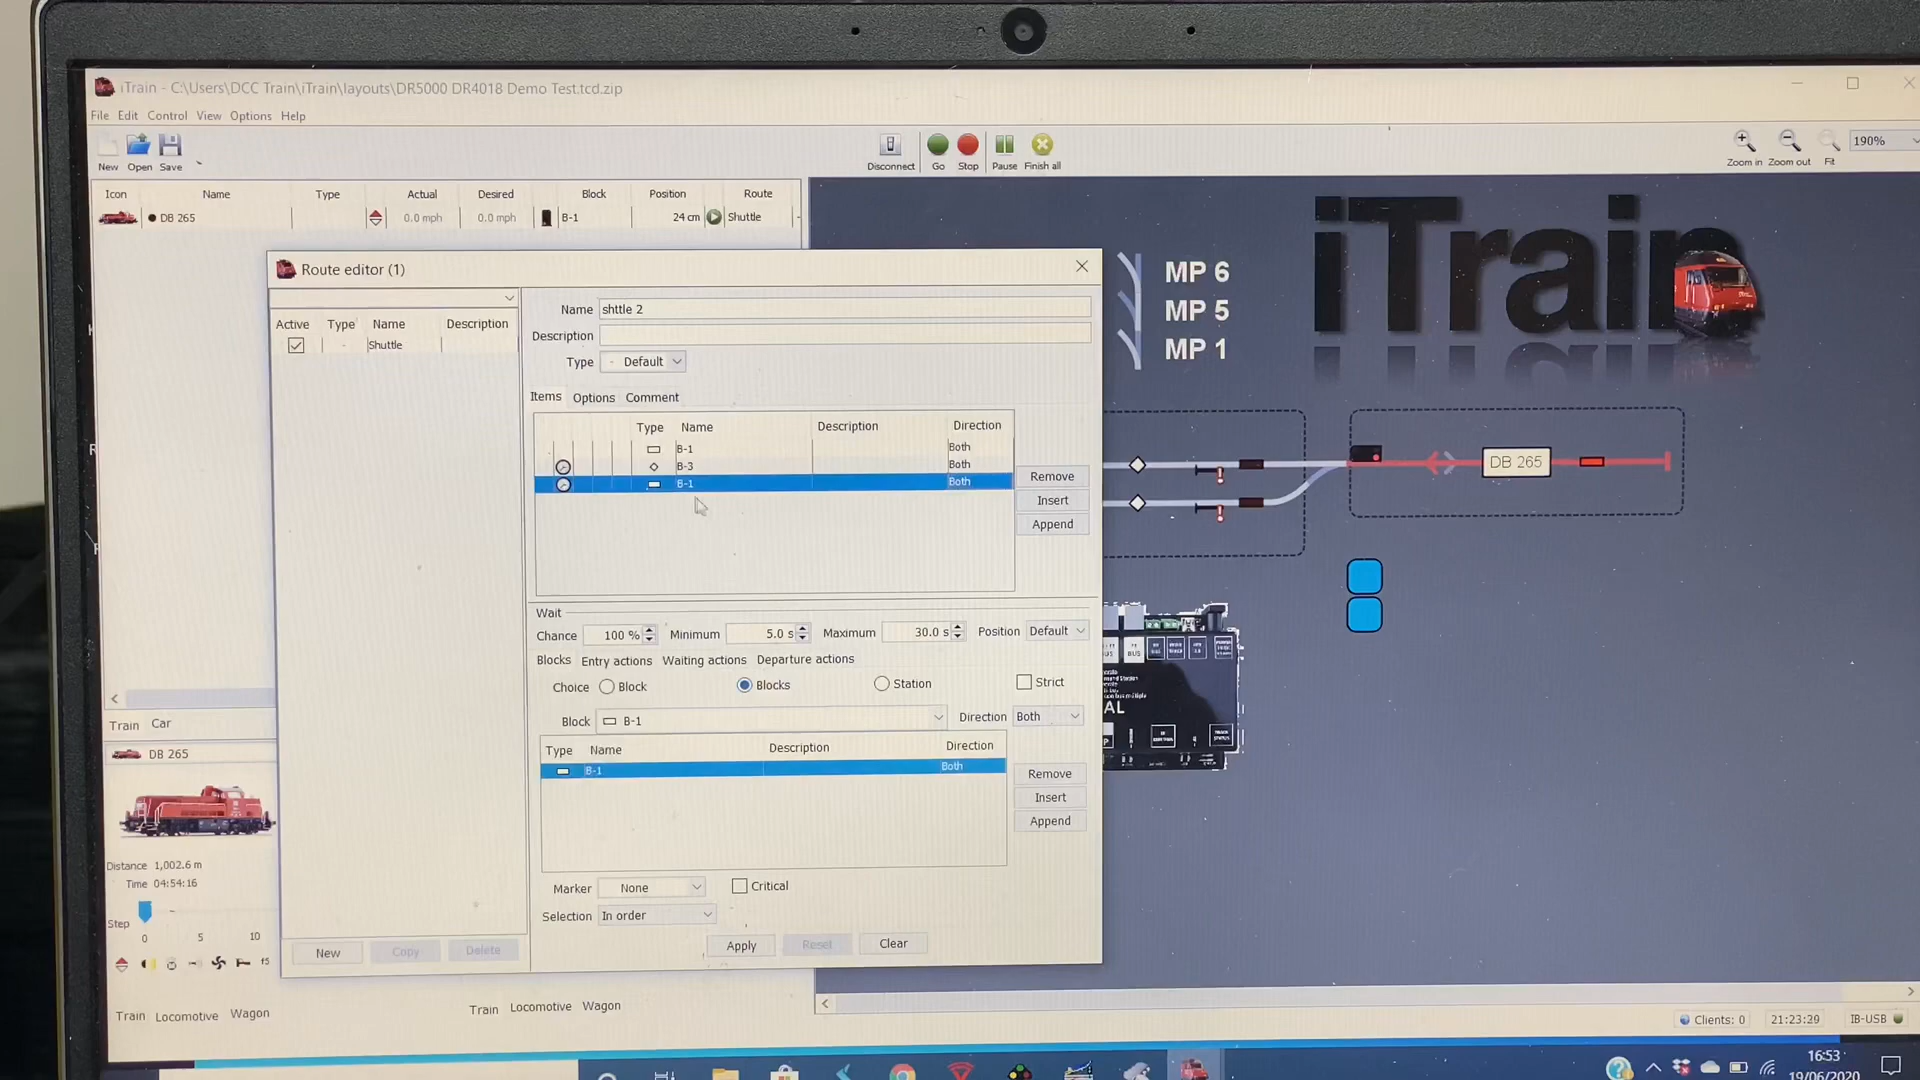 iTrain - C:\Users\DCC Train\iTrain\layouts\DR5000 DR4018 Demo Test.tcd.zip
File Edit Control View Options Help
New Open Save Disconnect Go Stop Pause Finish all Zoom in Zoom out Fit 190%
Icon Name Type Actual Desired Block Position Route
DB 265 0.0 mph 0.0 mph B-1 24 cm Shuttle
iTrain
MP 6
MP 5
MP 1
DB 265
Route editor (1)
Active Type Name Description
Shuttle
Name shttle 2
Description
Type - Default
Items Options Comment
Type Name Description Direction
B-1 Both
B-3 Both
B-1 Both
Remove
Insert
Append
Wait
Chance 100 % Minimum 5.0 s Maximum 30.0 s Position Default
Blocks Entry actions Waiting actions Departure actions
Choice Block Blocks Station Strict
Block B-1 Direction Both
Type Name Description Direction
B-1 Both
Remove
Insert
Append
Marker None Critical
Selection In order
New Copy Delete
Apply Reset Clear
Train Car
DB 265
Distance 1,002.6 m
Time 04:54:16
Step
0 5 10
f5
Train Locomotive Wagon
Train Locomotive Wagon
BUS
AL
Clients: 0 21:23:29 IB-USB
16:53
19/06/2020